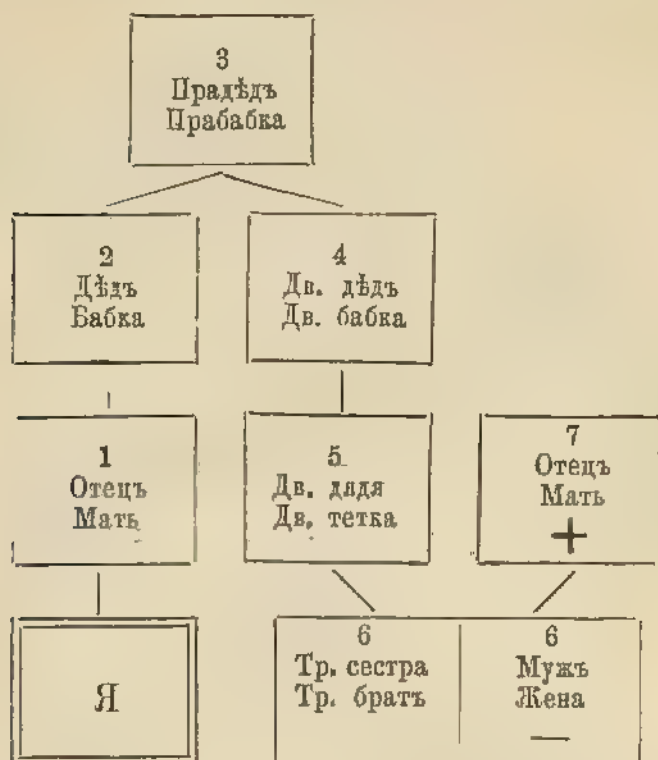 3
Прадѣдъ
Прабабка
2
Дѣдъ
Бабка
4
Дв. дѣдъ
Дв. бабка
1
Отецъ
Мать
5
Дв. дядя
Дв. тетка
7
Отецъ
Мать
+
Я
6
Тр. сестра
Тр. братъ
6
Мужъ
Жена
—